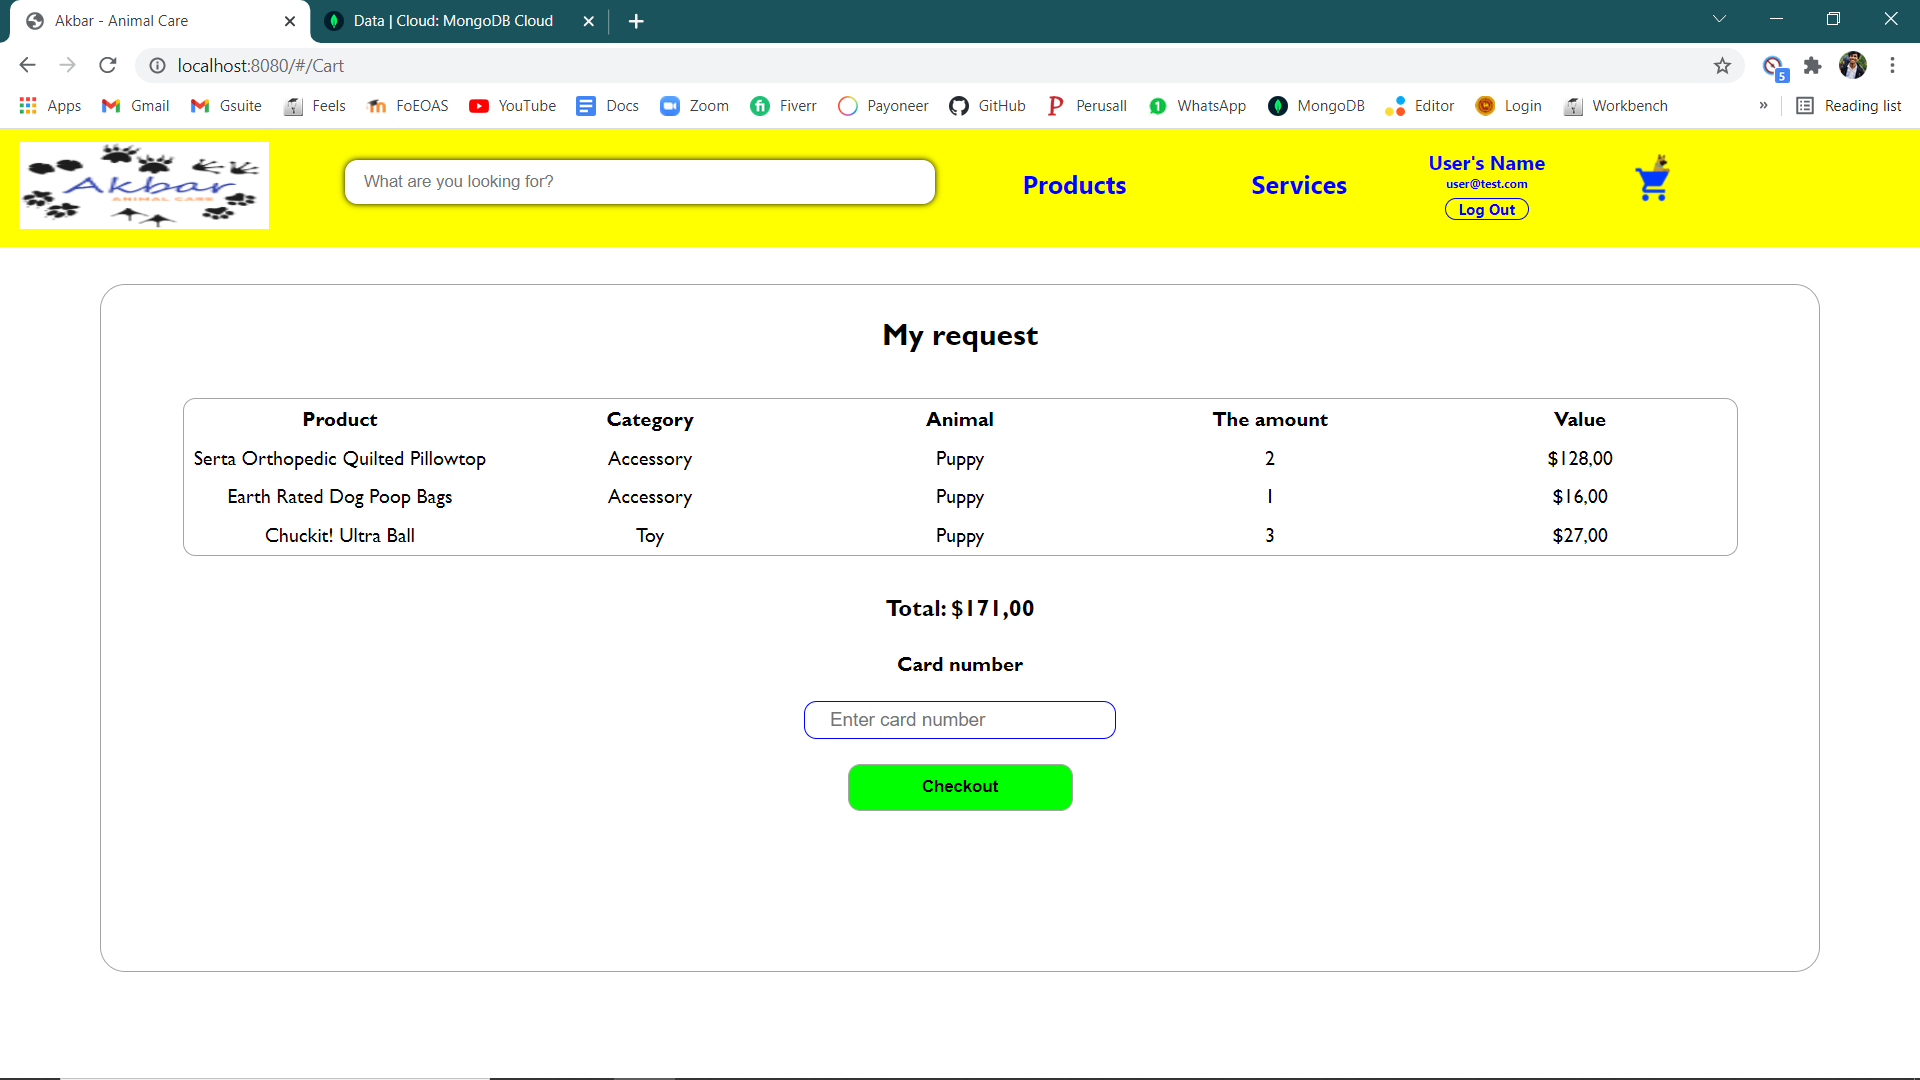 Akbar - Animal Care
Data | Cloud: MongoDB Cloud
localhost:8080/#/Cart
5
Apps
Gmail
Gsuite
Feels
FoEOAS
YouTube
Docs
Zoom
Fiverr
Payoneer
GitHub
Perusall
1
WhatsApp
MongoDB
Editor
Login
Workbench
»
Reading list
Akbar
ANIMAL CARE
What are you looking for?
Products
Services
User's Name
user@test.com
Log Out
My request
Product Category Animal The amount Value
Serta Orthopedic Quilted Pillowtop Accessory Puppy 2 $128,00
Earth Rated Dog Poop Bags Accessory Puppy 1 $16,00
Chuckit! Ultra Ball Toy Puppy 3 $27,00
Total: $171,00
Card number
Enter card number
Checkout